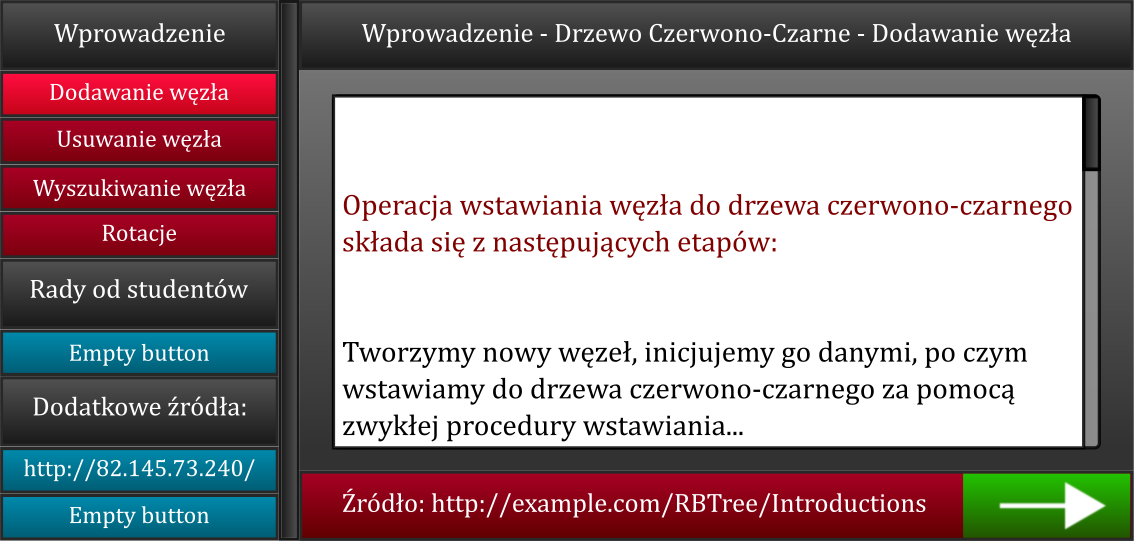 Wprowadzenie
Dodawanie węzła
Usuwanie węzła
Wyszukiwanie węzła
Rotacje
Rady od studentów
Empty button
Dodatkowe źródła:
http://82.145.73.240/
Empty button
Wprowadzenie - Drzewo Czerwono-Czarne - Dodawanie węzła
Operacja wstawiania węzła do drzewa czerwono-czarnego
składa się z następujących etapów:
Tworzymy nowy węzeł, inicjujemy go danymi, po czym
wstawiamy do drzewa czerwono-czarnego za pomocą
zwykłej procedury wstawiania...
Źródło: http://example.com/RBTree/Introductions